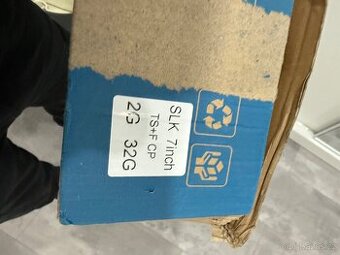 SLK 7inch
TS+F CP
2G 32G